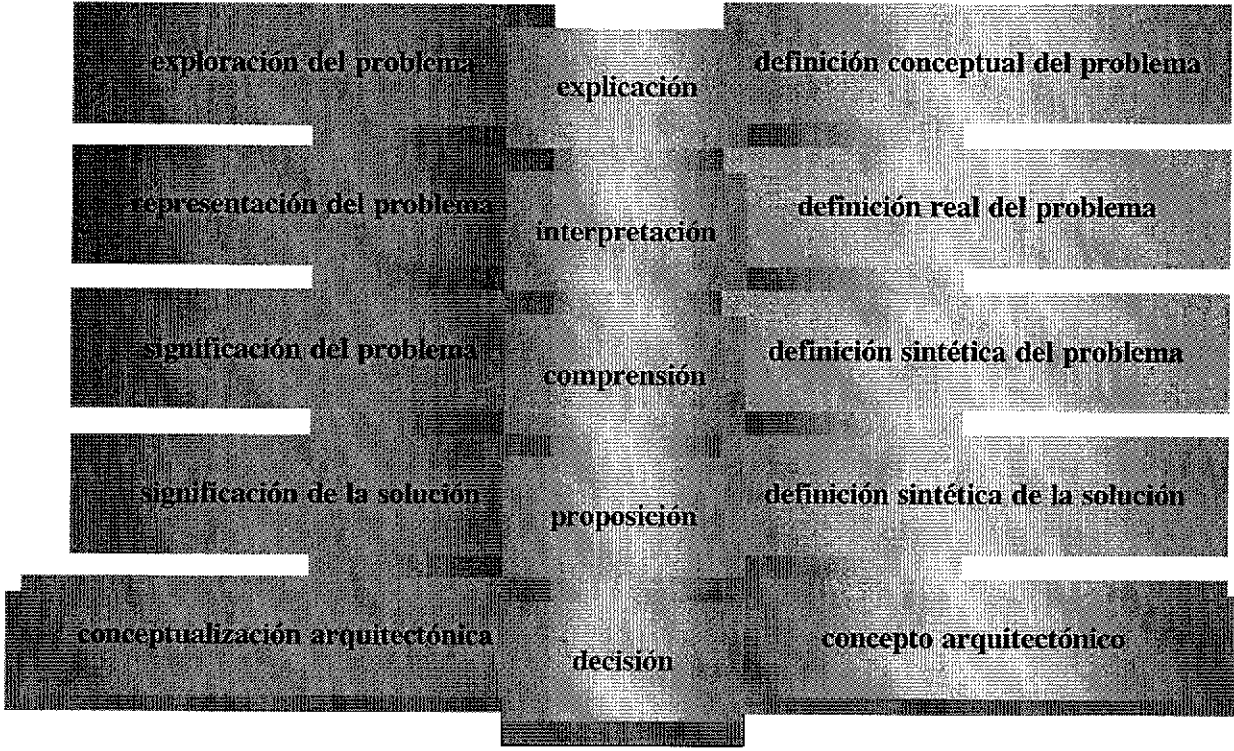 exploración del problema
explicación
definición conceptual del problema
representación del problema
interpretación
definición real del problema
significación del problema
comprensión
definición sintética del problema
significación de la solución
proposición
definición sintética de la solución
conceptualización arquitectónica
decisión
concepto arquitectónico